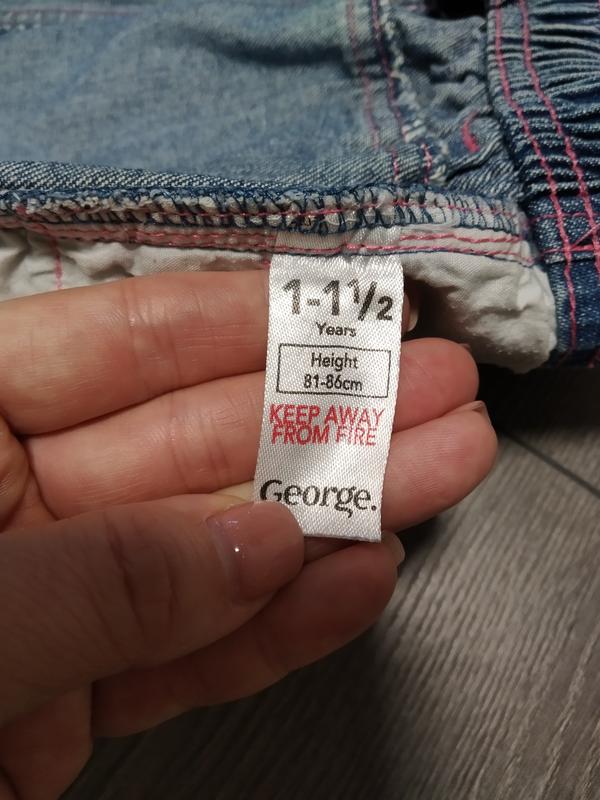 1-1½
Years
Height
81-86cm
KEEP AWAY
FROM FIRE
George.